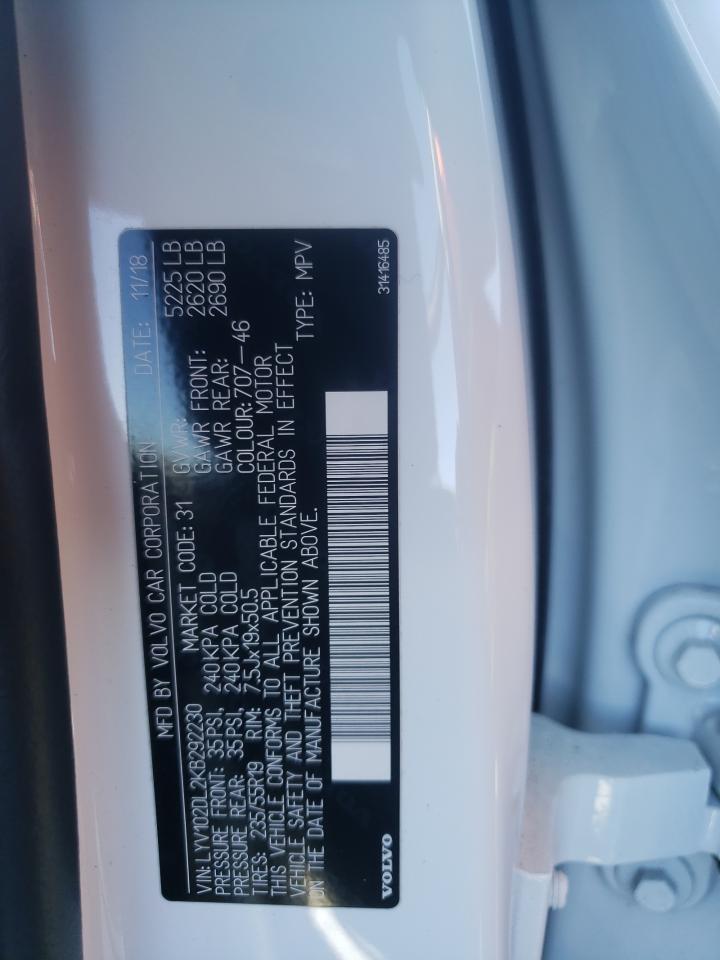 MFD BY VOLVO CAR CORPORATION DATE: 11/18
VIN: LYV102DL2KB292230 MARKET CODE: 31 GVWR: 5225 LB
PRESSURE FRONT: 35PSI, 240KPA COLD GAWR FRONT: 2620 LB
PRESSURE REAR: 35PSI, 240KPA COLD GAWR REAR: 2690 LB
TIRES: 235/55R19 RIM: 7.5Jx19x50.5 COLOUR: 707-46
THIS VEHICLE CONFORMS TO ALL APPLICABLE FEDERAL MOTOR
VEHICLE SAFETY AND THEFT PREVENTION STANDARDS IN EFFECT
ON THE DATE OF MANUFACTURE SHOWN ABOVE. TYPE: MPV
VOLVO 31416485